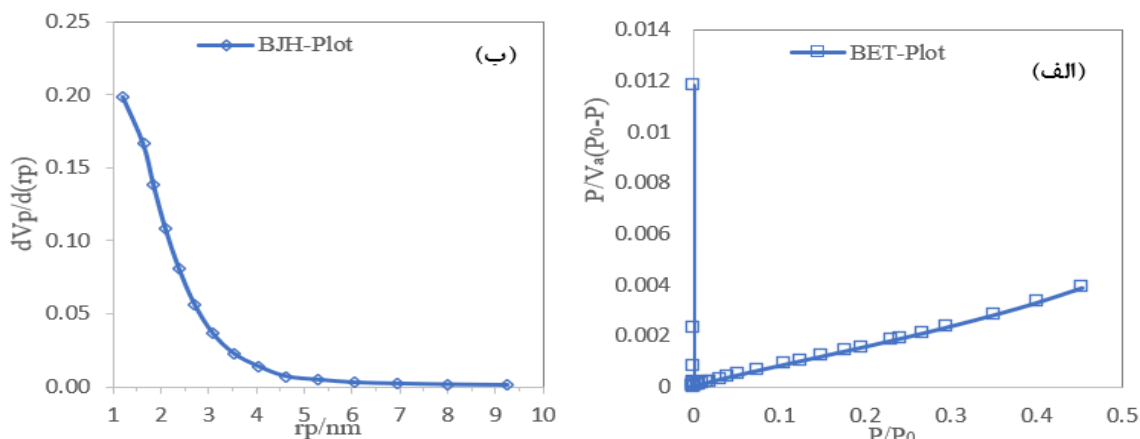 BJH-Plot
(ب)
dVp/d(rp)
0.25
0.20
0.15
0.10
0.05
0.00
1 2 3 4 5 6 7 8 9 10
rp/nm
BET-Plot
(الف)
P/Va(P0-P)
0.014
0.012
0.01
0.008
0.006
0.004
0.002
0
0 0.1 0.2 0.3 0.4 0.5
P/P0